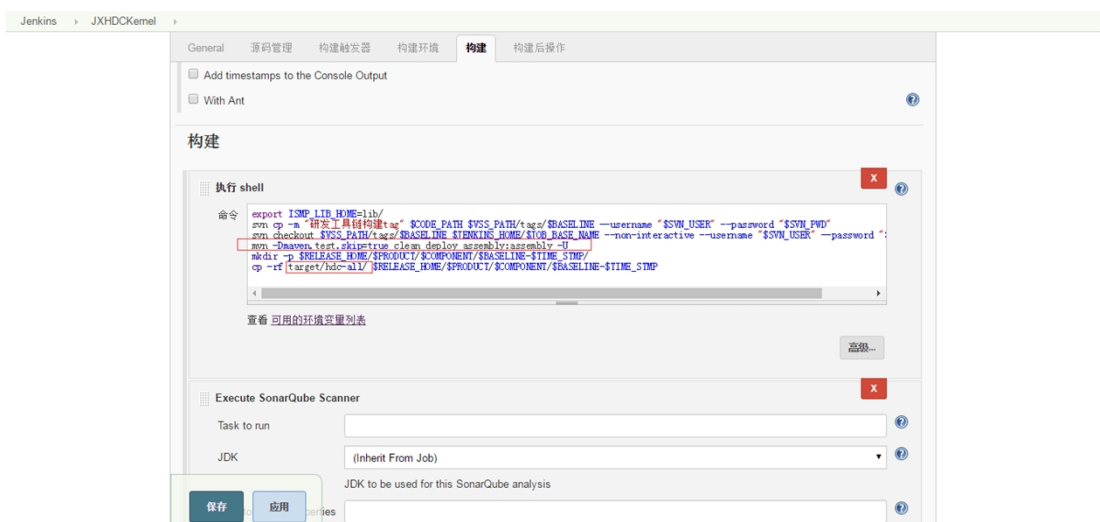 Jenkins › JXHDCKernel ›
General 源码管理 构建触发器 构建环境 构建 构建后操作
Add timestamps to the Console Output
With Ant
构建
X
执行 shell
命令
export ISMP_LIB_HOME=lib/
svn cp -m "研发工具链构建tag" $CODE_PATH $VSS_PATH/tags/$BASELINE --username "$SVN_USER" --password "$SVN_PWD"
svn checkout $VSS_PATH/tags/$BASELINE $JENKINS_HOME/$JOB_BASE_NAME --non-interactive --username "$SVN_USER" --password "
mvn -Dmaven.test.skip=true clean deploy assembly:assembly -U
mkdir -p $RELEASE_HOME/$PRODUCT/$COMPONENT/$BASELINE-$TIME_STMP/
cp -rf target/hdc-all/ $RELEASE_HOME/$PRODUCT/$COMPONENT/$BASELINE-$TIME_STMP
查看 可用的环境变量列表
高级...
X
Execute SonarQube Scanner
Task to run
JDK (Inherit From Job)
JDK to be used for this SonarQube analysis
保存 应用 perties